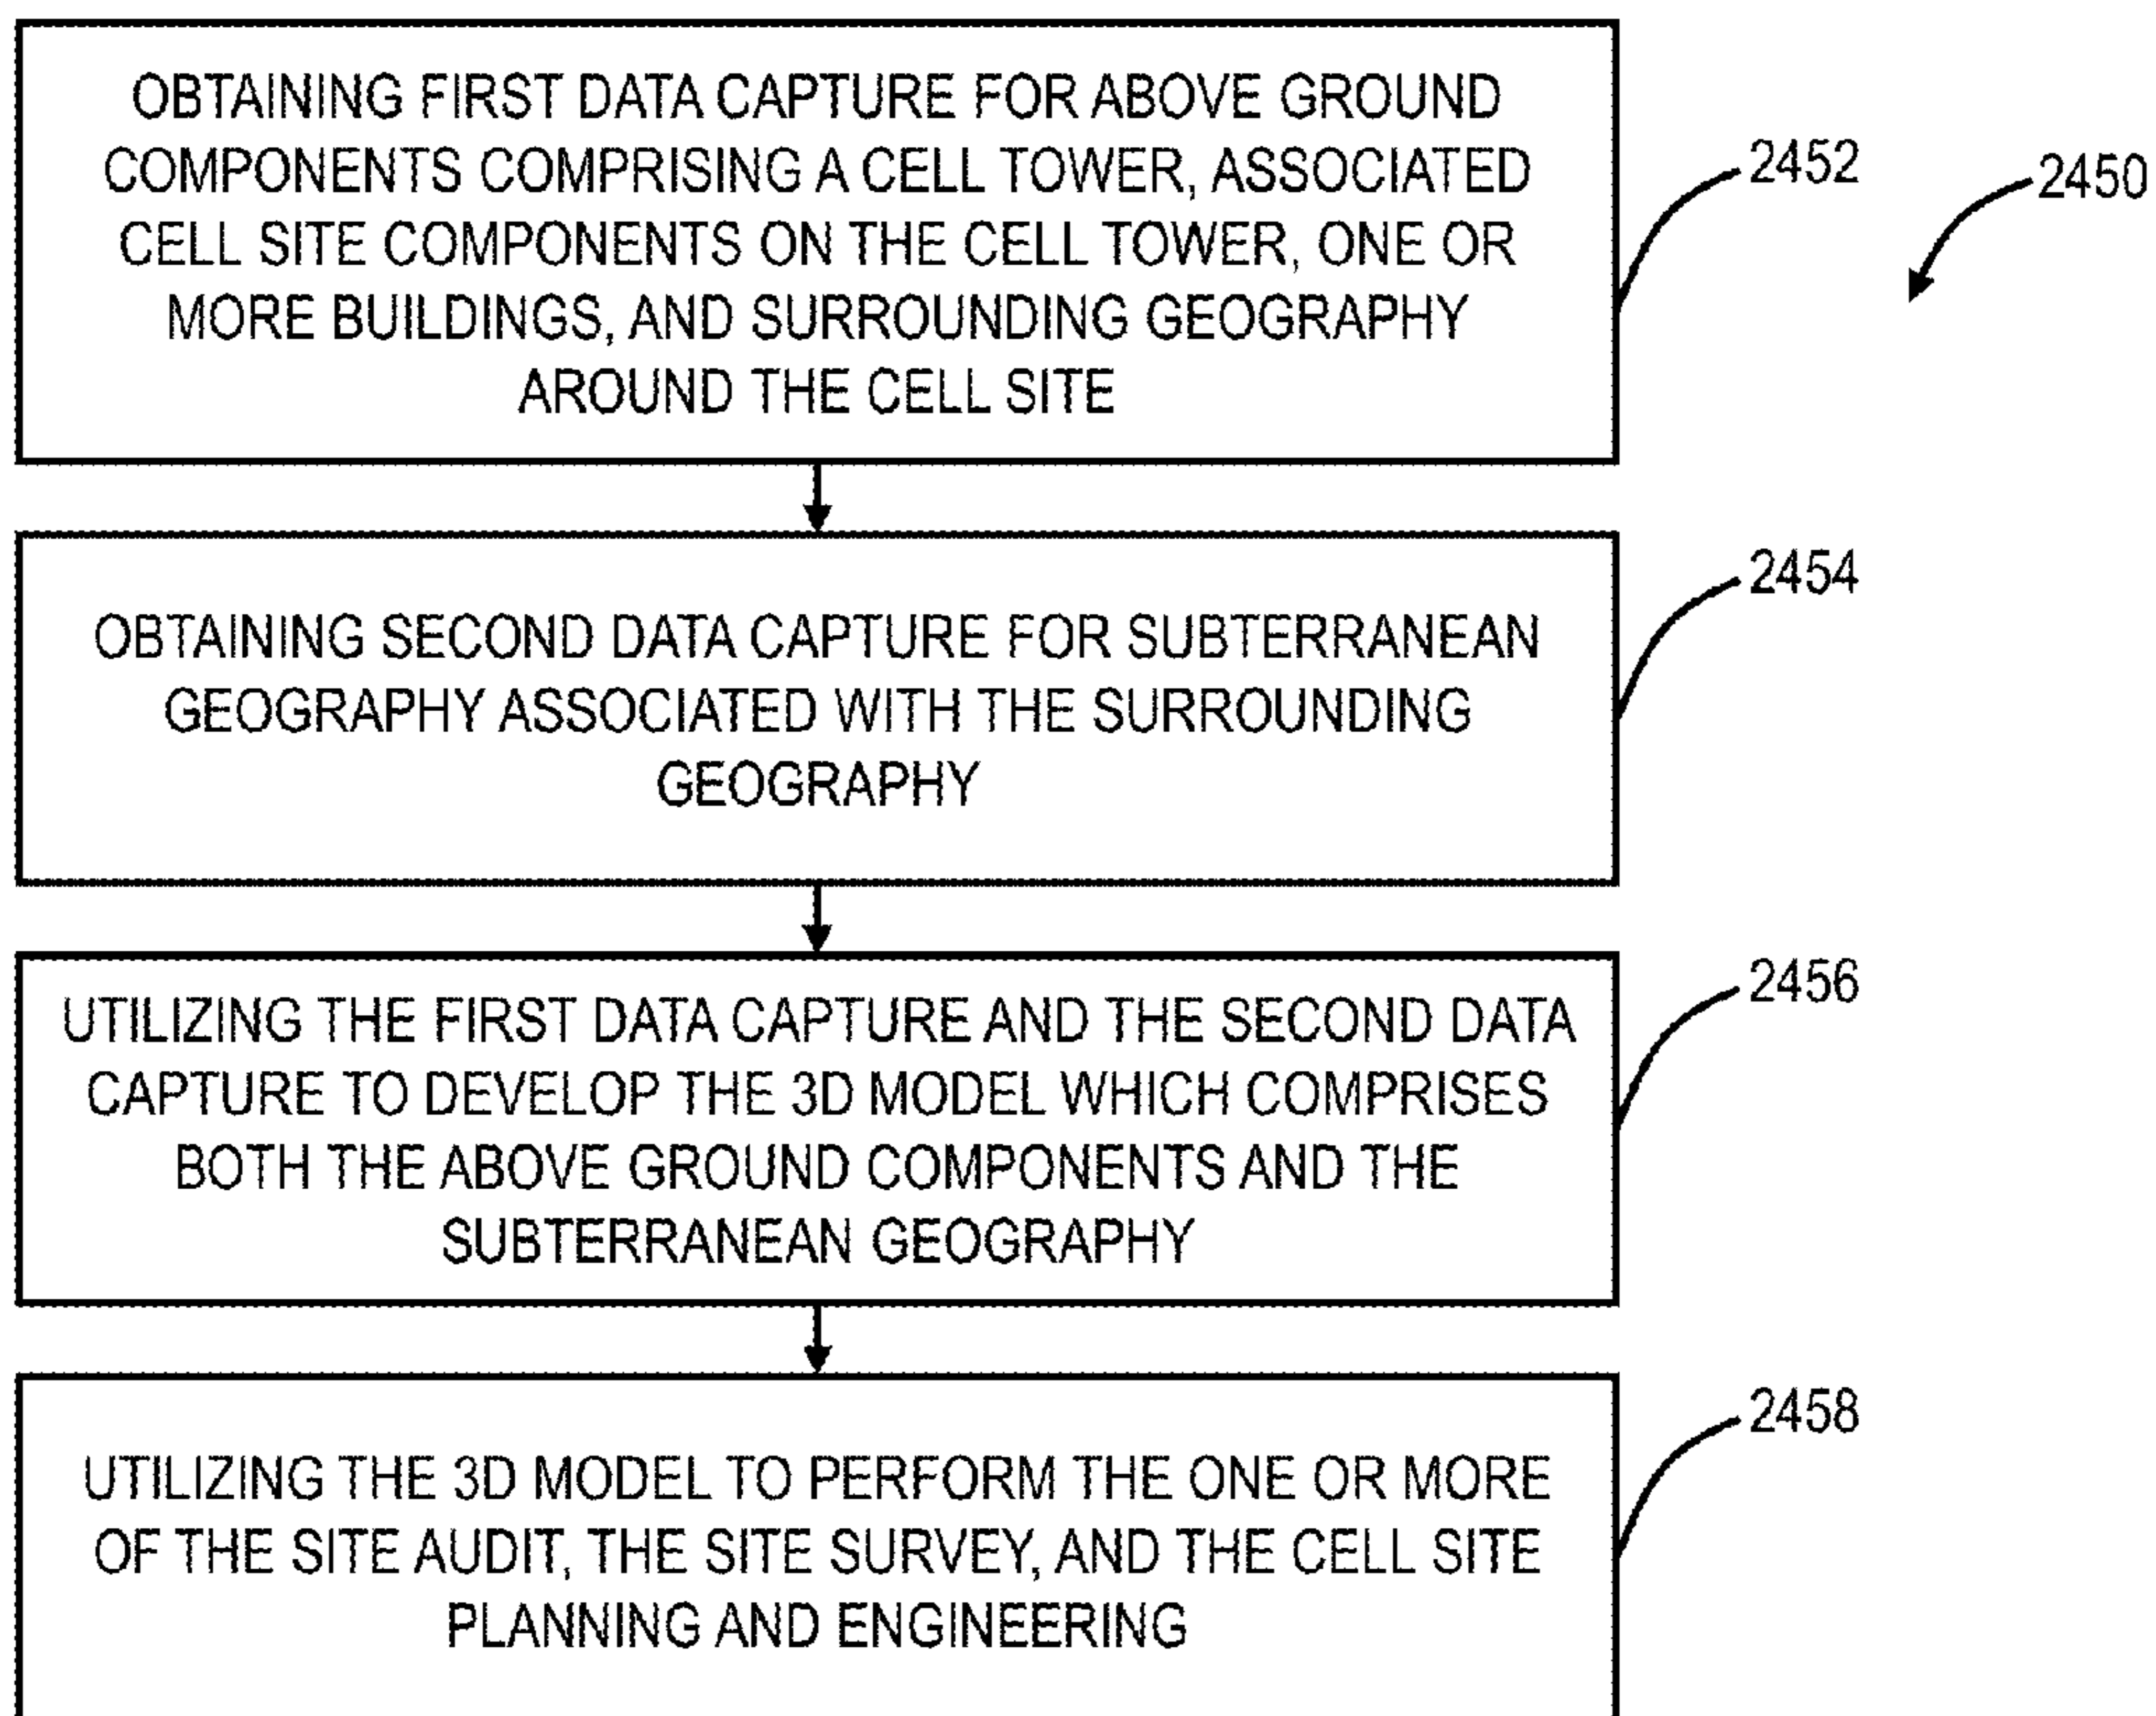 OBTAINING FIRST DATA CAPTURE FOR ABOVE GROUND
COMPONENTS COMPRISING A CELL TOWER, ASSOCIATED
CELL SITE COMPONENTS ON THE CELL TOWER, ONE OR
MORE BUILDINGS, AND SURROUNDING GEOGRAPHY
AROUND THE CELL SITE
2452
2450
OBTAINING SECOND DATA CAPTURE FOR SUBTERRANEAN
GEOGRAPHY ASSOCIATED WITH THE SURROUNDING
GEOGRAPHY
2454
UTILIZING THE FIRST DATA CAPTURE AND THE SECOND DATA
CAPTURE TO DEVELOP THE 3D MODEL WHICH COMPRISES
BOTH THE ABOVE GROUND COMPONENTS AND THE
SUBTERRANEAN GEOGRAPHY
2456
UTILIZING THE 3D MODEL TO PERFORM THE ONE OR MORE
OF THE SITE AUDIT, THE SITE SURVEY, AND THE CELL SITE
PLANNING AND ENGINEERING
2458